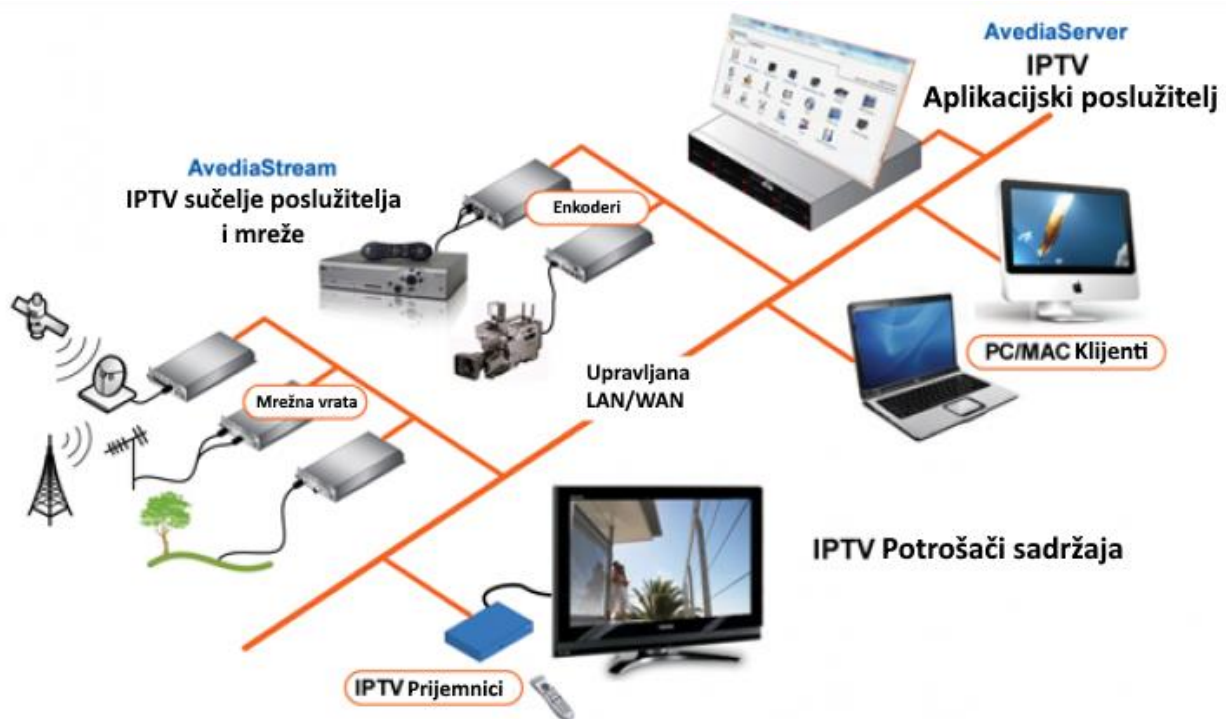 AvediaServer
IPTV
Aplikacijski poslužitelj
AvediaStream
IPTV sučelje poslužitelja
i mreže
Enkoderi
PC/MAC Klijenti
Upravljana
LAN/WAN
Mrežna vrata
IPTV Potrošači sadržaja
IPTV Prijemnici